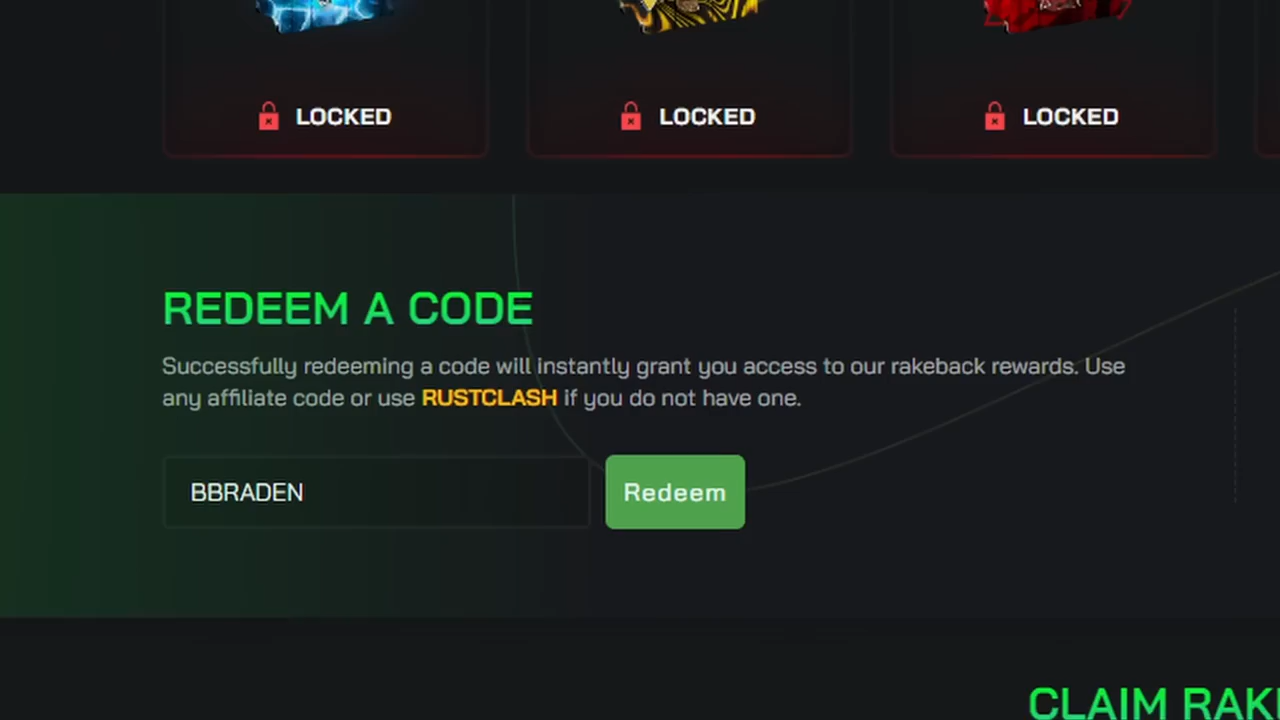 LOCKED LOCKED LOCKED
REDEEM A CODE
Successfully redeeming a code will instantly grant you access to our rakeback rewards. Use
any affiliate code or use RUSTCLASH if you do not have one.
BBRADEN Redeem
CLAIM